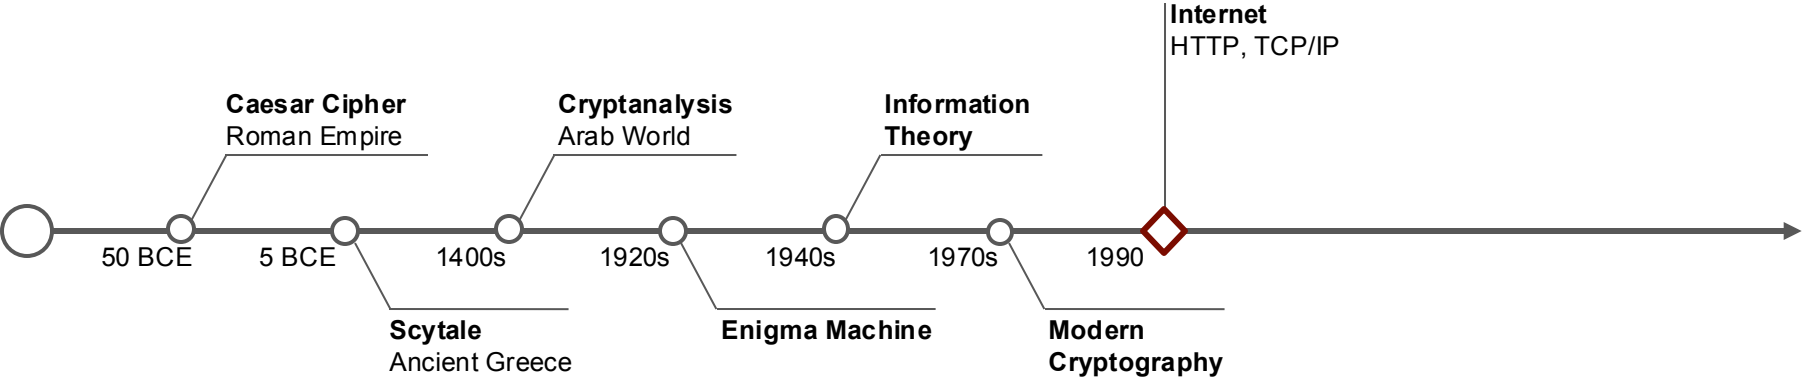 Internet
HTTP, TCP/IP
Caesar Cipher
Roman Empire
Cryptanalysis
Arab World
Information
Theory
50 BCE
5 BCE
1400s
1920s
1940s
1970s
1990
Scytale
Ancient Greece
Enigma Machine
Modern
Cryptography